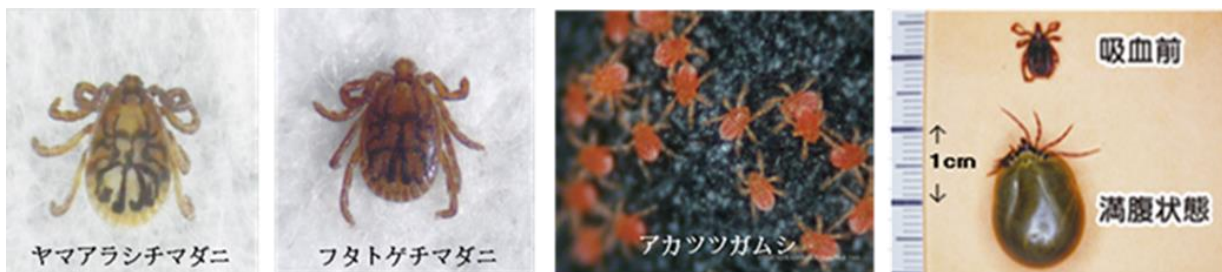 ヤマアラシチマダニ
フタトゲチマダニ
アカツツガムシ
吸血前
1cm
満腹状態